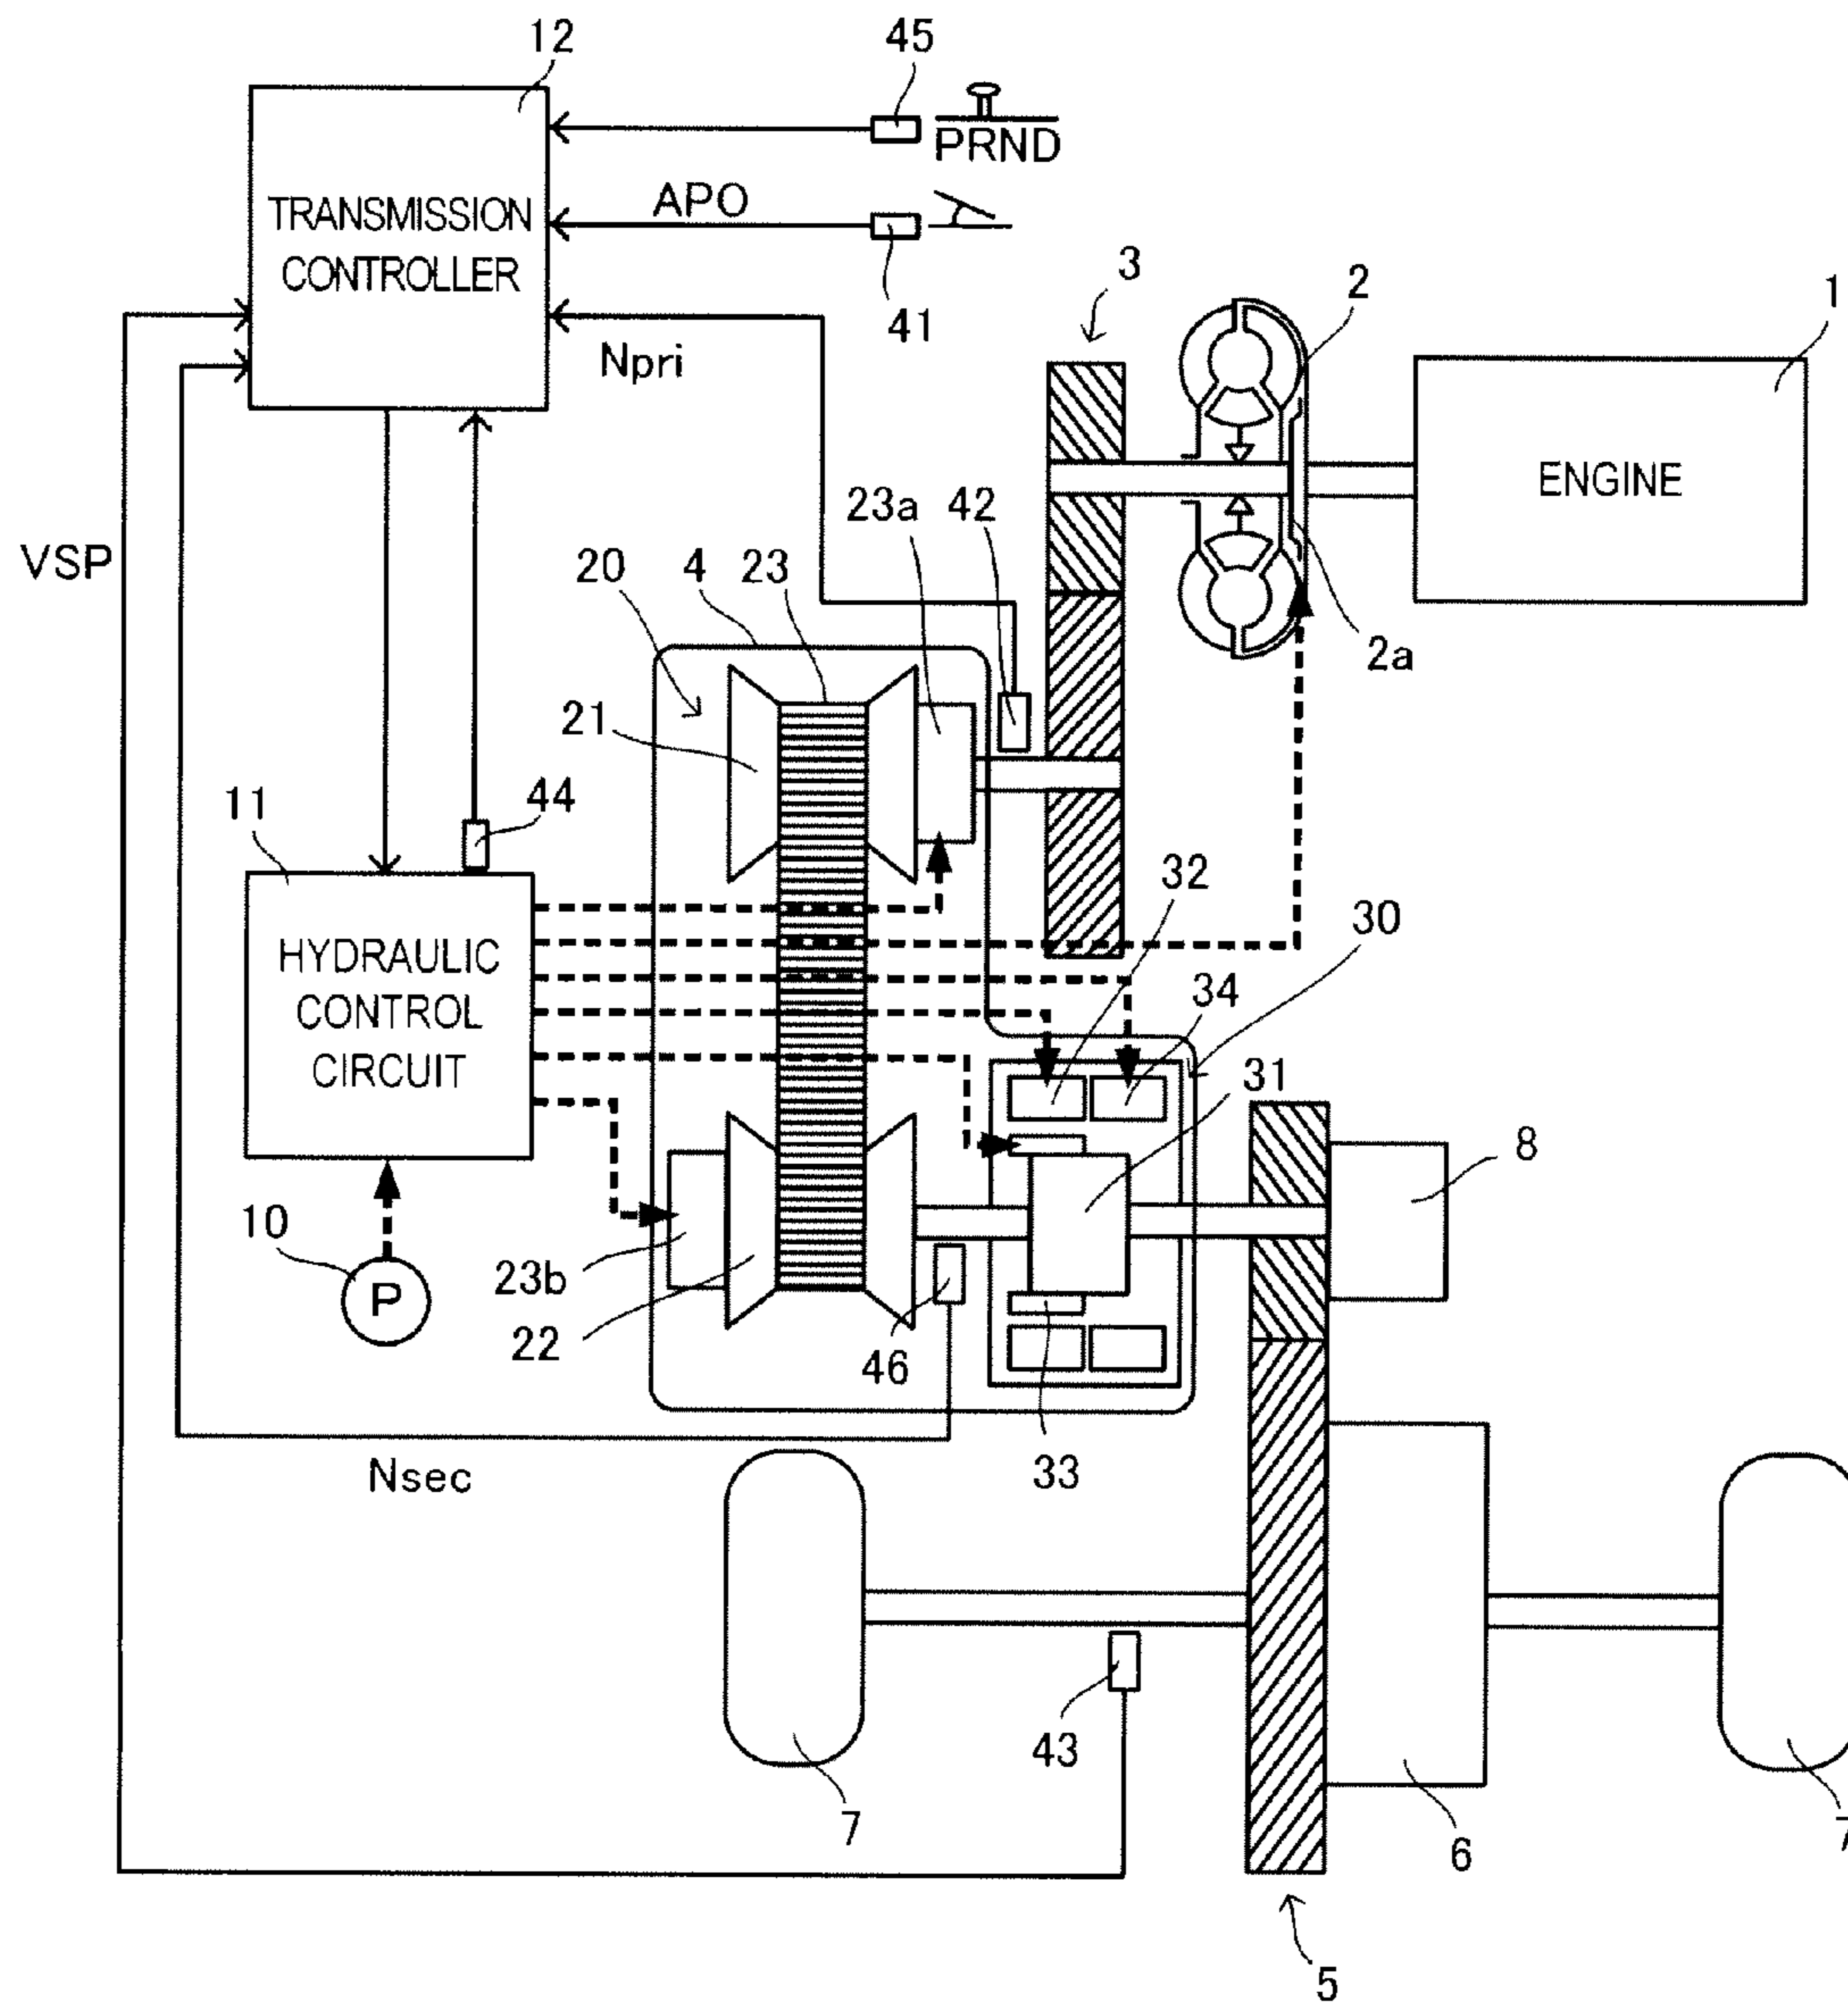 12
45
PRND
TRANSMISSION
CONTROLLER
APO
41
3
2
1
Npri
ENGINE
VSP
20
4
23
23a
42
2a
21
11
44
32
30
HYDRAULIC
CONTROL
CIRCUIT
34
31
8
10
P
23b
22
46
33
Nsec
43
7
6
7
5